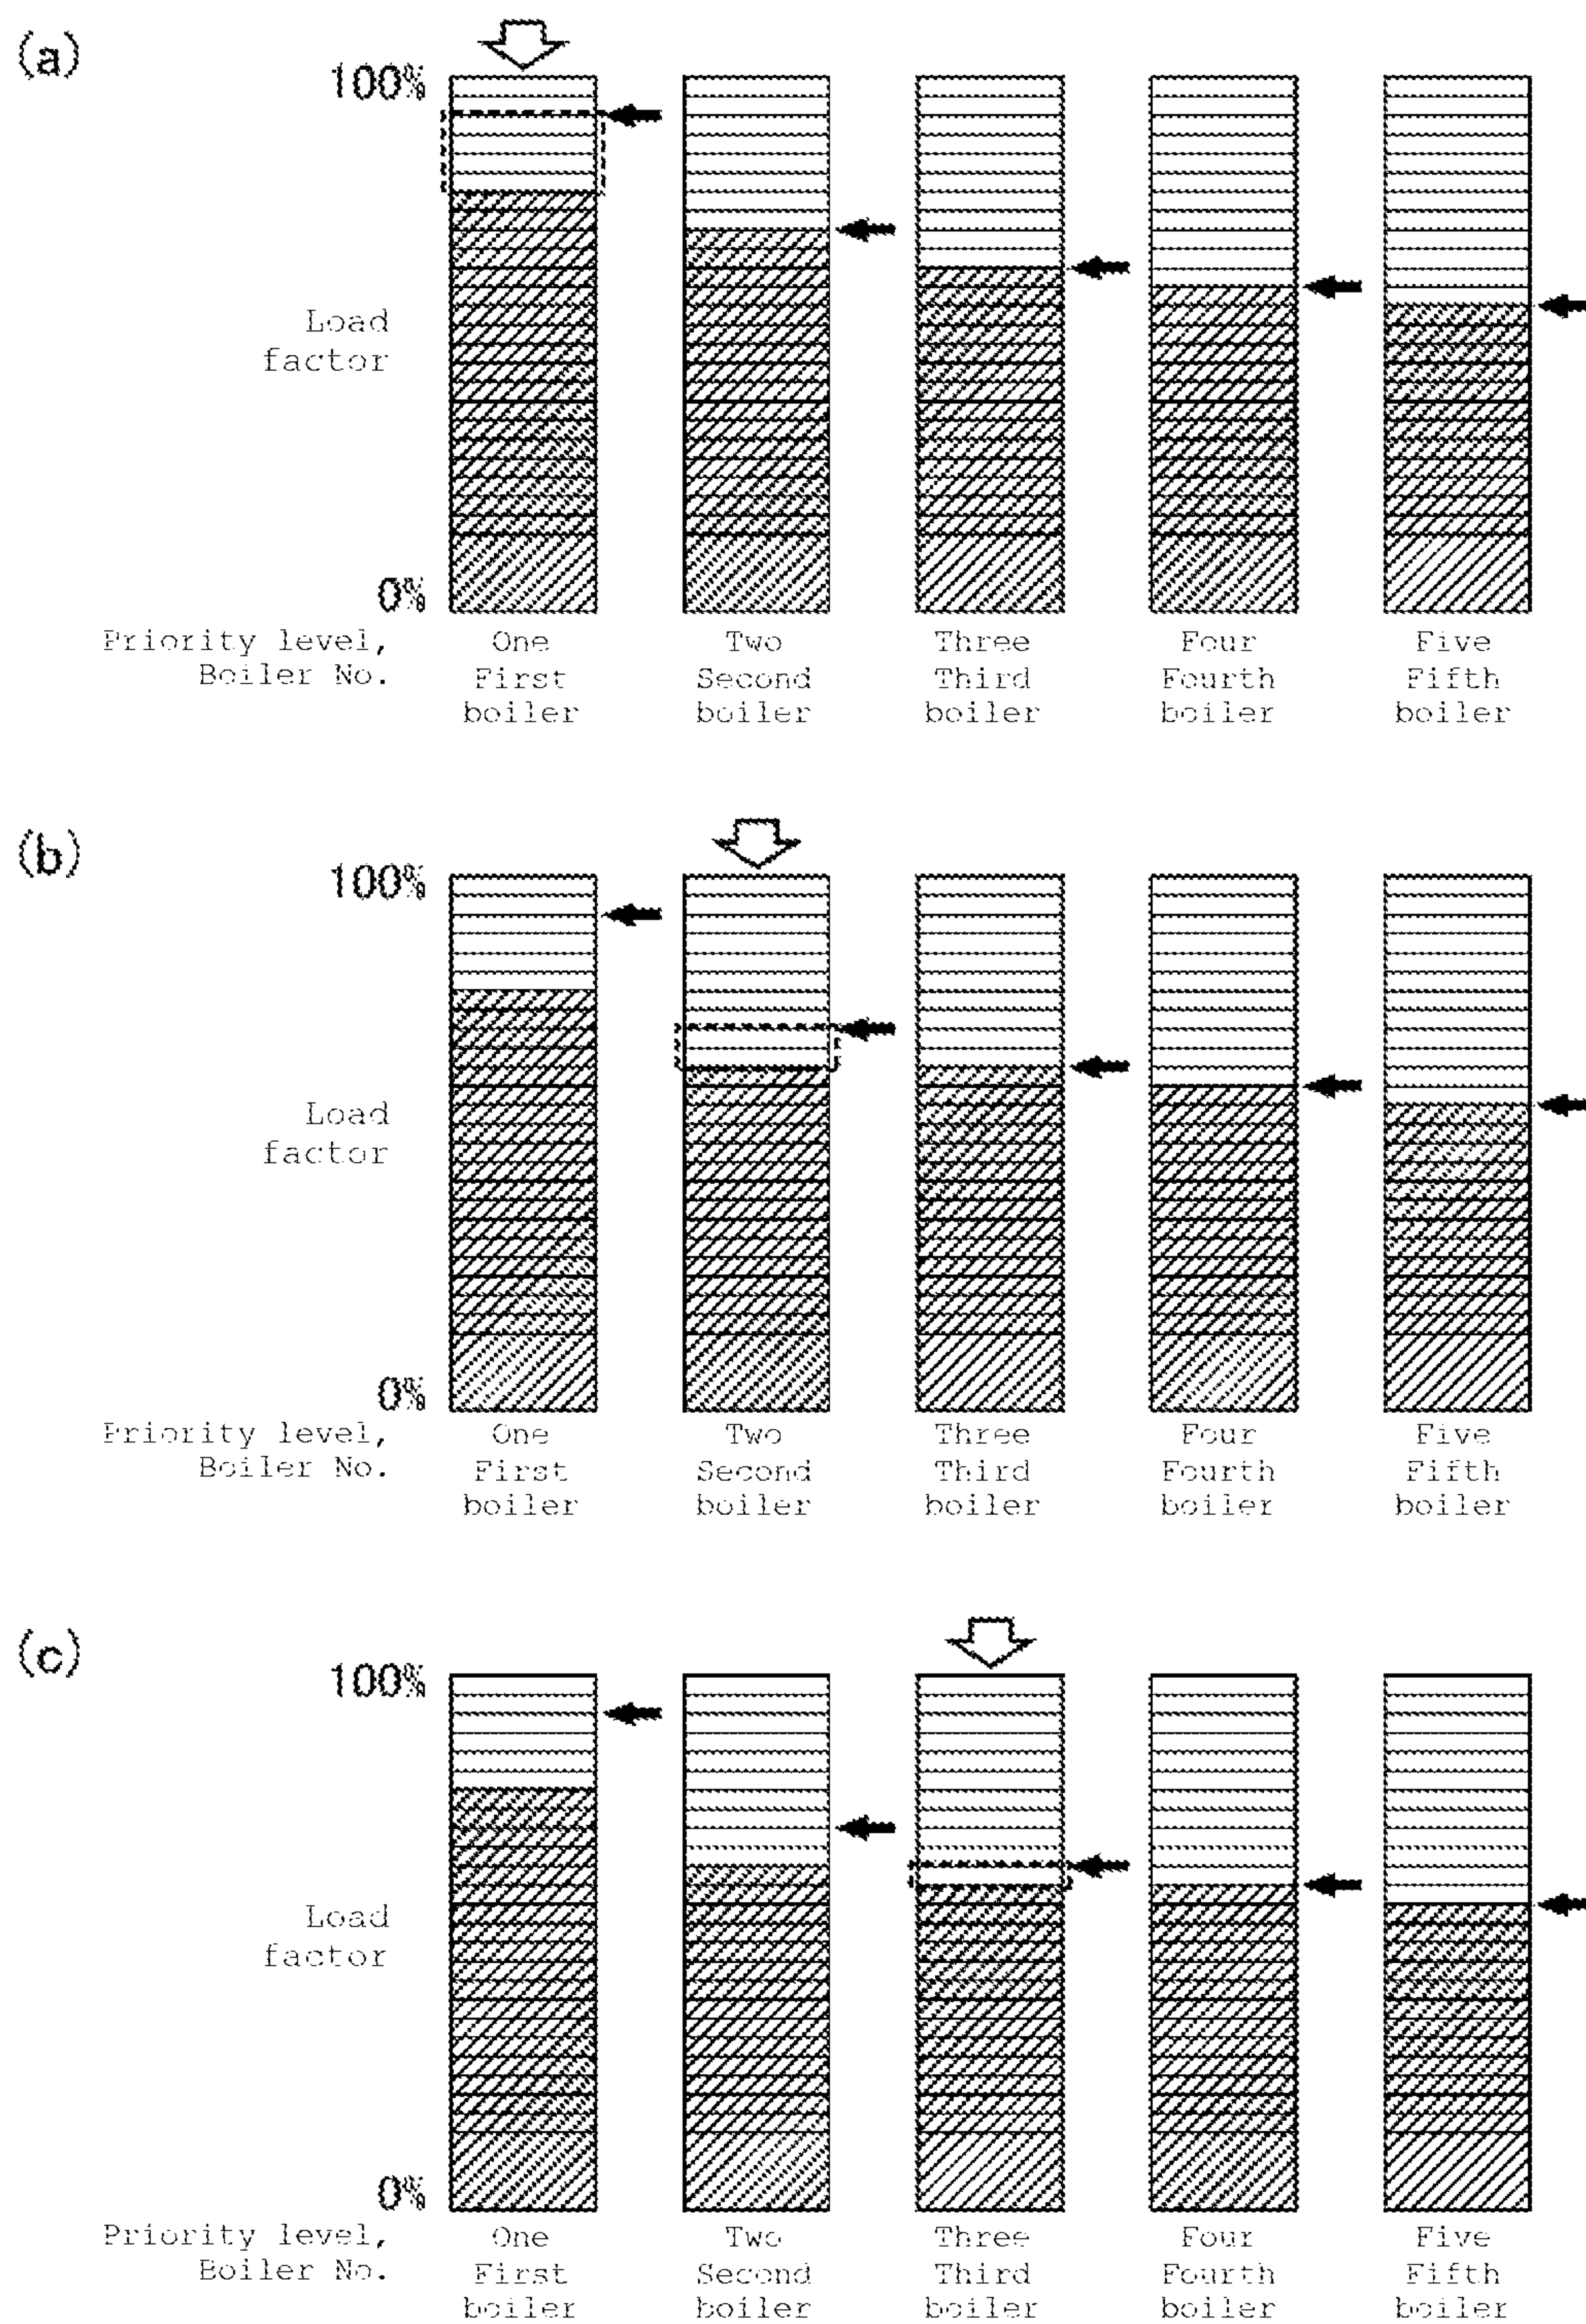 (a)
100%
Load
factor
0%
Priority level,
Boiler No.
One
First
boiler
Two
Second
boiler
Three
Third
boiler
Four
Fourth
boiler
Five
Fifth
boiler
(b)
100%
Load
factor
0%
Priority level,
Boiler No.
One
First
boiler
Two
Second
boiler
Three
Third
boiler
Four
Fourth
boiler
Five
Fifth
boiler
(c)
100%
Load
factor
0%
Priority level,
Boiler No.
One
First
boiler
Two
Second
boiler
Three
Third
boiler
Four
Fourth
boiler
Five
Fifth
boiler